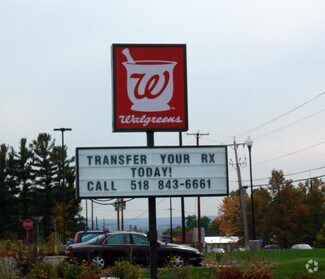 W
Walgreens
TRANSFER YOUR RX
TODAY!
CALL 518 843-6661